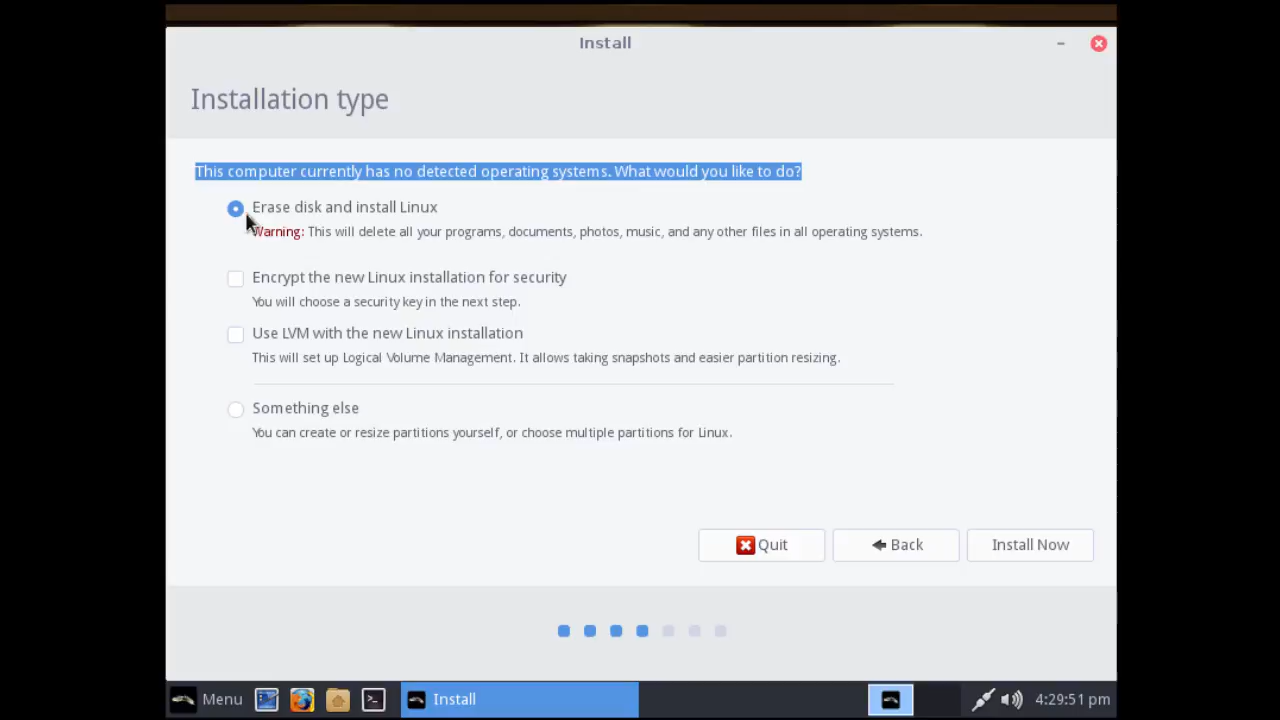 Install
Installation type
This computer currently has no detected operating systems. What would you like to do?
Erase disk and install Linux
Warning: This will delete all your programs, documents, photos, music, and any other files in all operating systems.
Encrypt the new Linux installation for security
You will choose a security key in the next step.
Use LVM with the new Linux installation
This will set up Logical Volume Management. It allows taking snapshots and easier partition resizing.
Something else
You can create or resize partitions yourself, or choose multiple partitions for Linux.
Quit Back Install Now
Menu Install 4:29:51 pm